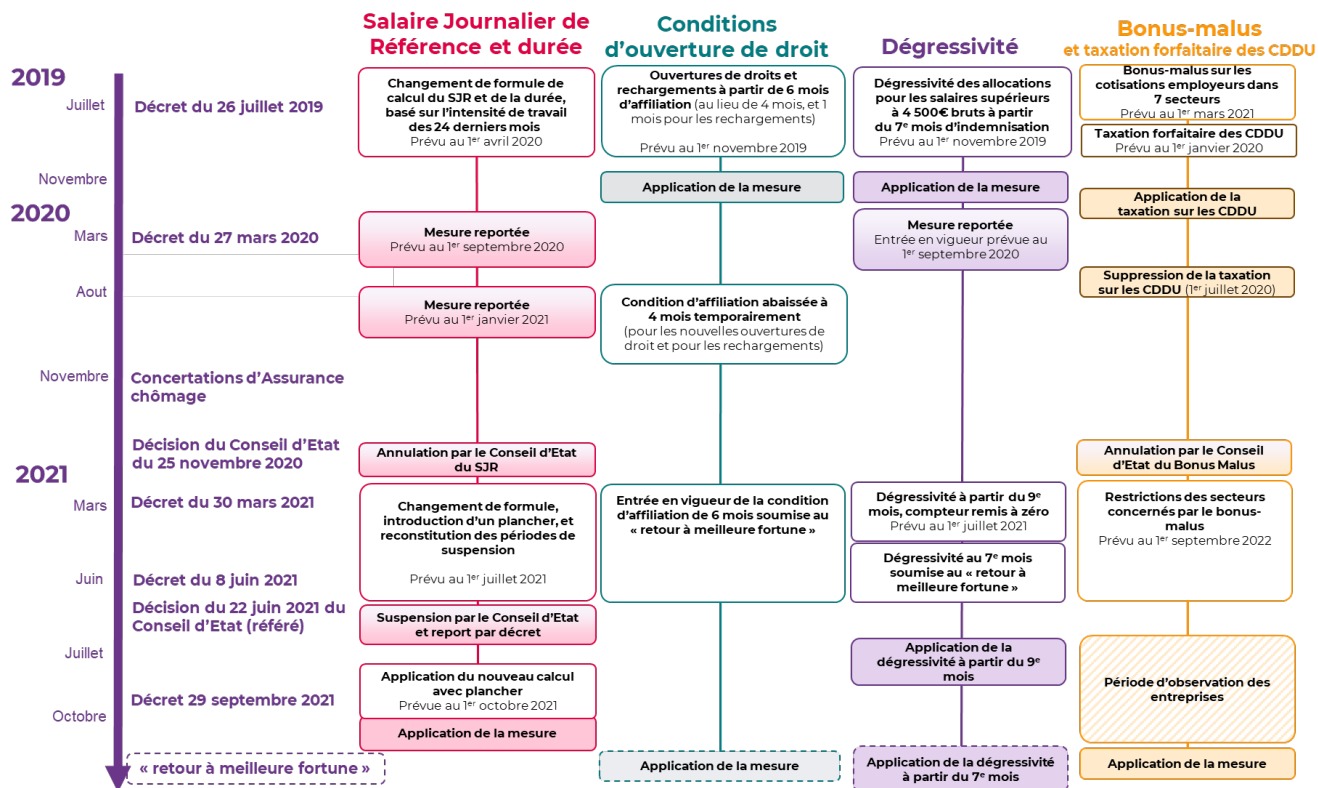 Salaire Journalier de
Référence et durée
Conditions
d’ouverture de droit
Dégressivité
Bonus-malus
et taxation forfaitaire des CDDU
2019
Juillet
Décret du 26 juillet 2019
Changement de formule de
calcul du SJR et de la durée,
basé sur l’intensité de travail
des 24 derniers mois
Prévu au 1er avril 2020
Ouvertures de droits et
rechargements à partir de 6 mois
d’affiliation (au lieu de 4 mois, et 1
mois pour les rechargements)
Prévu au 1er novembre 2019
Dégressivité des allocations
pour les salaires supérieurs
à 4 500€ bruts à partir
du 7e mois d’indemnisation
Prévu au 1er novembre 2019
Bonus-malus sur les
cotisations employeurs dans
7 secteurs
Prévu au 1er mars 2021
Taxation forfaitaire des CDDU
Prévu au 1er janvier 2020
Novembre
Application de la mesure
Application de la mesure
Application de la
taxation sur les CDDU
2020
Mars
Décret du 27 mars 2020
Mesure reportée
Prévu au 1er septembre 2020
Mesure reportée
Entrée en vigueur prévue au
1er septembre 2020
Suppression de la taxation
sur les CDDU (1er juillet 2020)
Aout
Mesure reportée
Prévu au 1er janvier 2021
Condition d’affiliation abaissée à
4 mois temporairement
(pour les nouvelles ouvertures de
droit et pour les rechargements)
Novembre
Concertations d’Assurance
chômage
Décision du Conseil d’Etat
du 25 novembre 2020
Annulation par le Conseil d’Etat
du SJR
Annulation par le Conseil
d’Etat du Bonus Malus
2021
Mars
Décret du 30 mars 2021
Changement de formule,
introduction d’un plancher, et
reconstitution des périodes de
suspension
Prévu au 1er juillet 2021
Entrée en vigueur de la condition
d’affiliation de 6 mois soumise au
« retour à meilleure fortune »
Dégressivité à partir du 9e
mois, compteur remis à zéro
Prévu au 1er juillet 2021
Dégressivité au 7e mois
soumise au « retour à
meilleure fortune »
Restrictions des secteurs
concernés par le bonus-
malus
Prévu au 1er septembre 2022
Juin
Décret du 8 juin 2021
Décision du 22 juin 2021 du
Conseil d’Etat (référé)
Suspension par le Conseil d’Etat
et report par décret
Juillet
Application de la
dégressivité à partir du 9e
mois
Période d’observation des
entreprises
Décret 29 septembre 2021
Application du nouveau calcul
avec plancher
Prévue au 1er octobre 2021
Octobre
Application de la mesure
« retour à meilleure fortune »
Application de la mesure
Application de la dégressivité
à partir du 7e mois
Application de la mesure